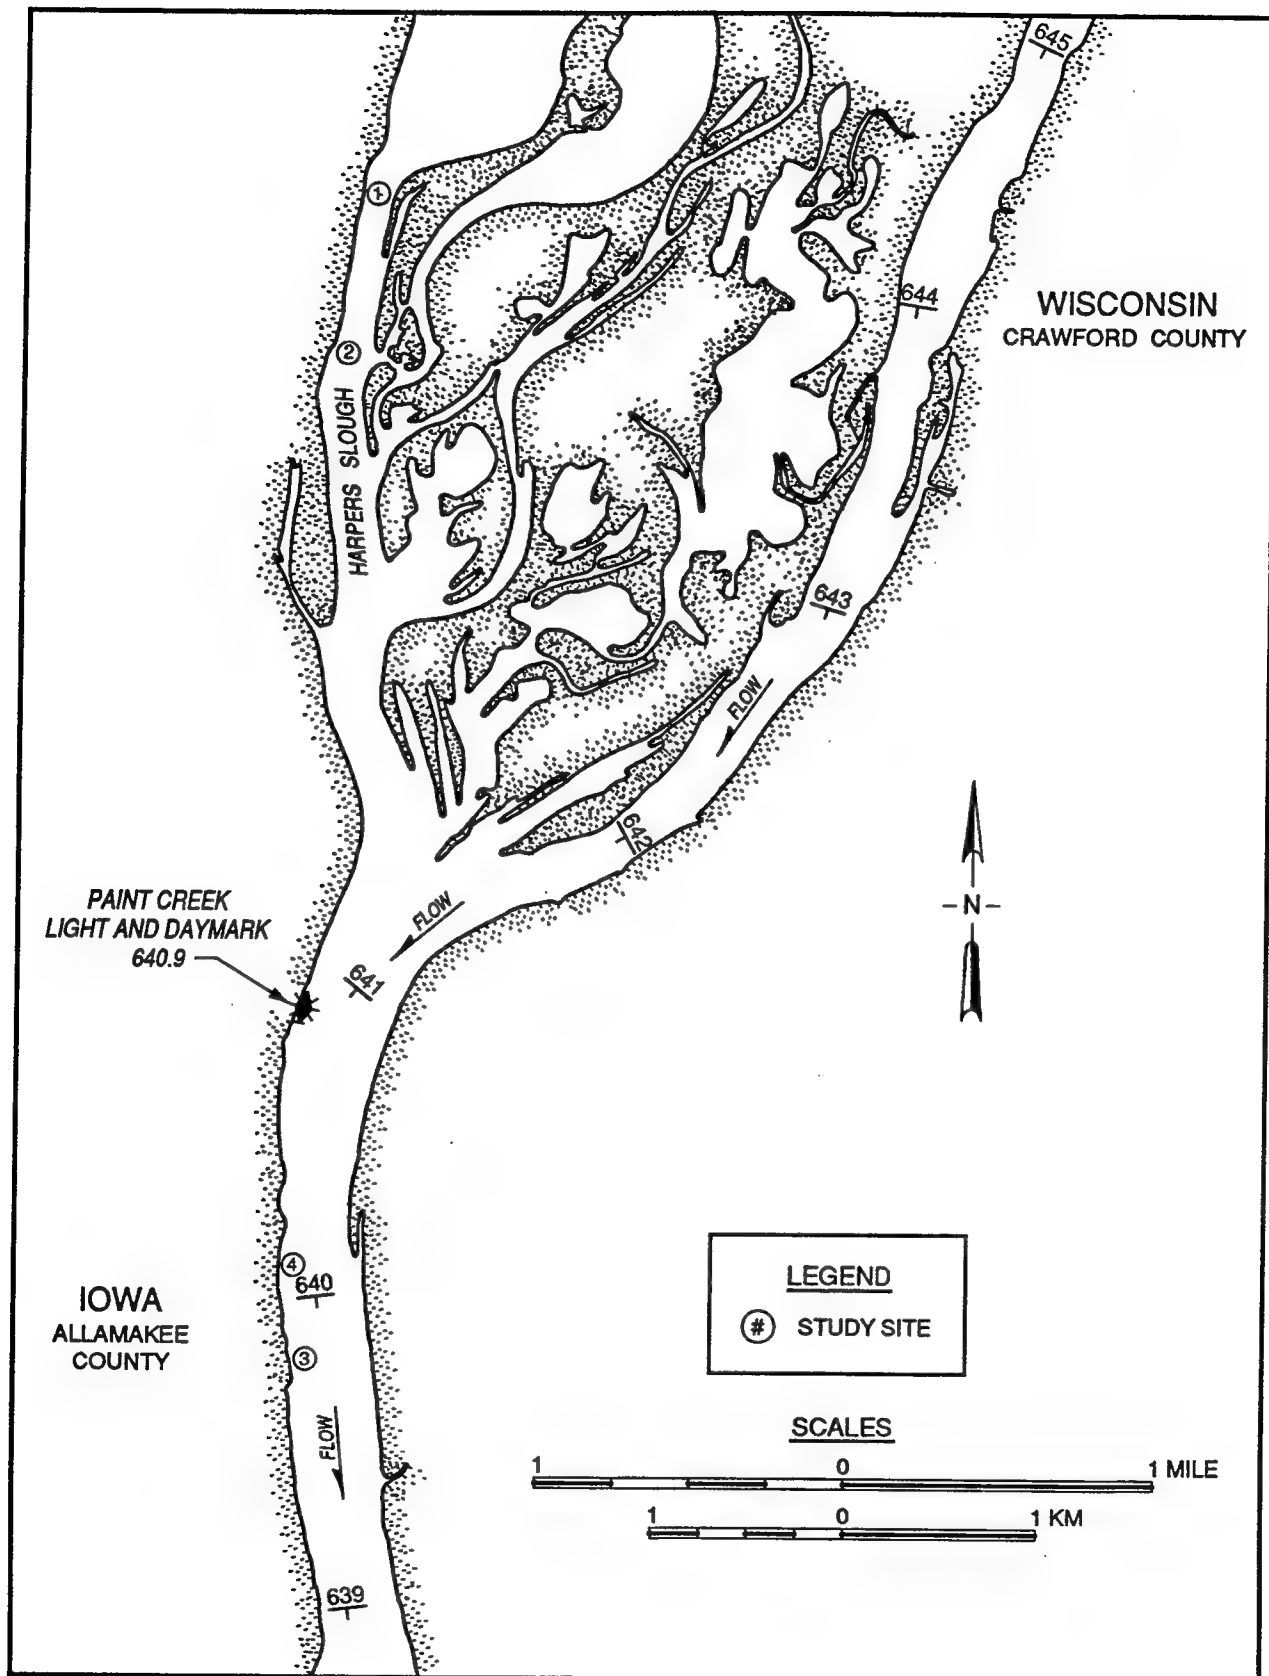 645
1
644
WISCONSIN
CRAWFORD COUNTY
2
HARPERS SLOUGH
643
FLOW
642
PAINT CREEK
LIGHT AND DAYMARK
640.9
FLOW
641
-N-
4
640
IOWA
ALLAMAKEE
COUNTY
3
FLOW
LEGEND
# STUDY SITE
SCALES
1 0 1 MILE
1 0 1 KM
639